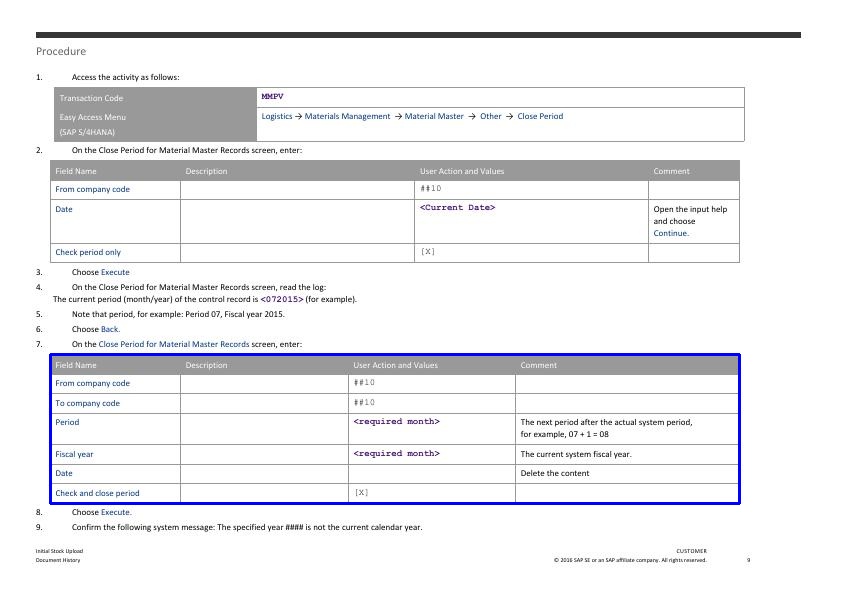 Procedure
1. Access the activity as follows:
Transaction Code MMPV
Easy Access Menu Logistics → Materials Management → Material Master → Other → Close Period
(SAP S/4HANA)
2. On the Close Period for Material Master Records screen, enter:
Field Name Description User Action and Values Comment
From company code ##10
Date <Current Date> Open the input help
and choose
Continue.
Check period only [X]
3. Choose Execute
4. On the Close Period for Material Master Records screen, read the log:
The current period (month/year) of the control record is <072015> (for example).
5. Note that period, for example: Period 07, Fiscal year 2015.
6. Choose Back.
7. On the Close Period for Material Master Records screen, enter:
Field Name Description User Action and Values Comment
From company code ##10
To company code ##10
Period <required month> The next period after the actual system period,
for example, 07 + 1 = 08
Fiscal year <required month> The current system fiscal year.
Date Delete the content
Check and close period [X]
8. Choose Execute.
9. Confirm the following system message: The specified year #### is not the current calendar year.
Initial Stock Upload CUSTOMER
Document History © 2016 SAP SE or an SAP affiliate company. All rights reserved. 9